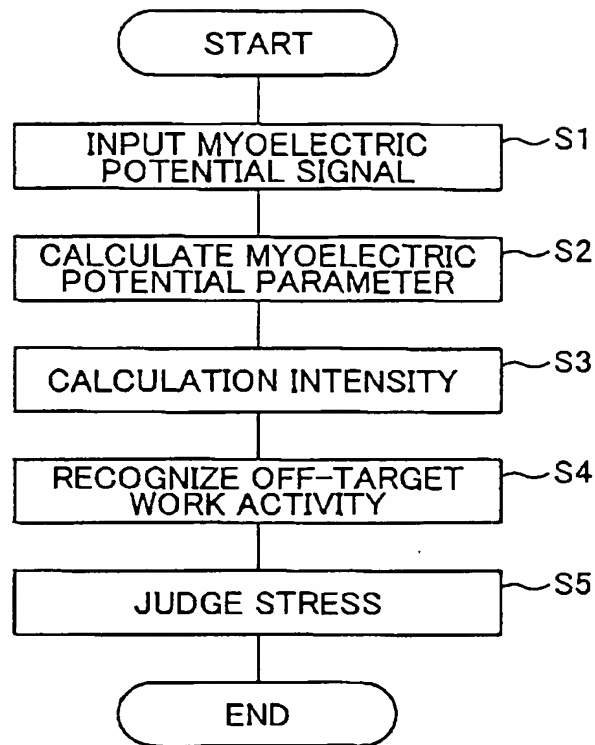 START
INPUT MYOELECTRIC
POTENTIAL SIGNAL
S1
CALCULATE MYOELECTRIC
POTENTIAL PARAMETER
S2
CALCULATION INTENSITY
S3
RECOGNIZE OFF-TARGET
WORK ACTIVITY
S4
JUDGE STRESS
S5
END